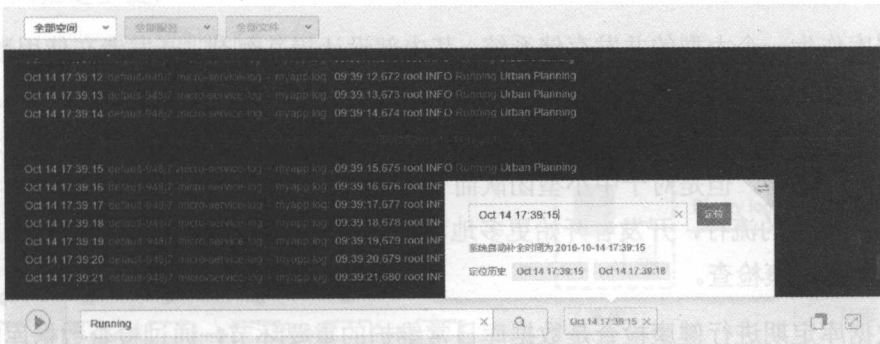 全部空间 全部服务 全部文件
Oct 14 17:39:12 default-948j7 micro-service-log - myapp.log: 09:39:12,672 root INFO Running Urban Planning
Oct 14 17:39:13 default-948j7 micro-service-log - myapp.log: 09:39:13,673 root INFO Running Urban Planning
Oct 14 17:39:14 default-948j7 micro-service-log - myapp.log: 09:39:14,674 root INFO Running Urban Planning
Oct 14 17:39:15 default-948j7 micro-service-log - myapp.log: 09:39:15,675 root INFO Running Urban Planning
Oct 14 17:39:16 default-948j7 micro-service-log - myapp.log: 09:39:16,676 root INF
Oct 14 17:39:17 default-948j7 micro-service-log - myapp.log: 09:39:17,677 root INF
Oct 14 17:39:18 default-948j7 micro-service-log - myapp.log: 09:39:18,678 root INF
Oct 14 17:39:19 default-948j7 micro-service-log - myapp.log: 09:39:19,679 root INF
Oct 14 17:39:20 default-948j7 micro-service-log - myapp.log: 09:39:20,679 root INF
Oct 14 17:39:21 default-948j7 micro-service-log - myapp.log: 09:39:21,680 root INF
Oct 14 17:39:15 定位
系统自动补全时间为 2016-10-14 17:39:15
定位历史 Oct 14 17:39:15 Oct 14 17:39:18
Running Oct 14 17:39:15